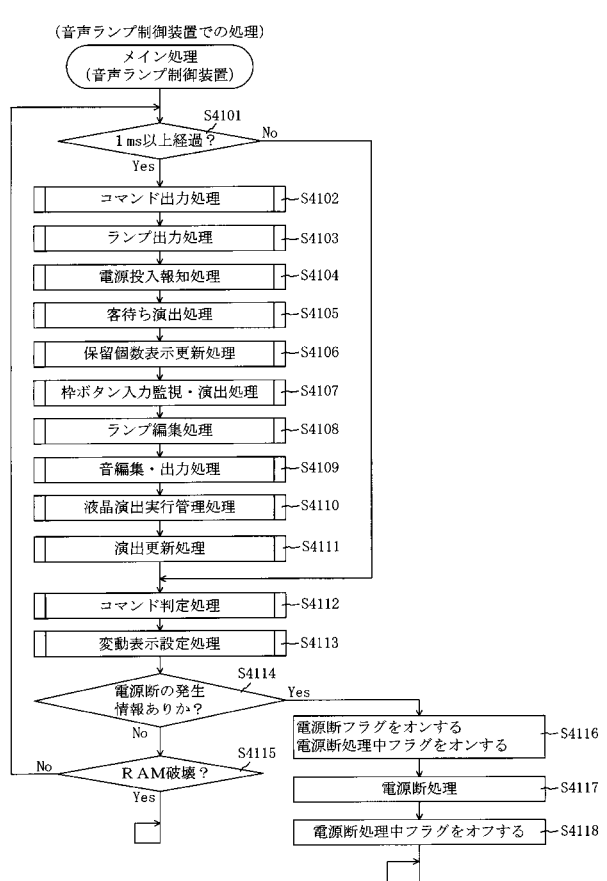 (音声ランプ制御装置での処理)
メイン処理
(音声ランプ制御装置)
S4101
1ms以上経過?
No
Yes
コマンド出力処理 S4102
ランプ出力処理 S4103
電源投入報知処理 S4104
客待ち演出処理 S4105
保留個数表示更新処理 S4106
枠ボタン入力監視・演出処理 S4107
ランプ編集処理 S4108
音編集・出力処理 S4109
液晶演出実行管理処理 S4110
演出更新処理 S4111
コマンド判定処理 S4112
変動表示設定処理 S4113
S4114
電源断の発生
情報ありか?
Yes
No
電源断フラグをオンする
電源断処理中フラグをオンする
S4116
S4115
RAM破壊?
No
Yes
電源断処理 S4117
電源断処理中フラグをオフする S4118